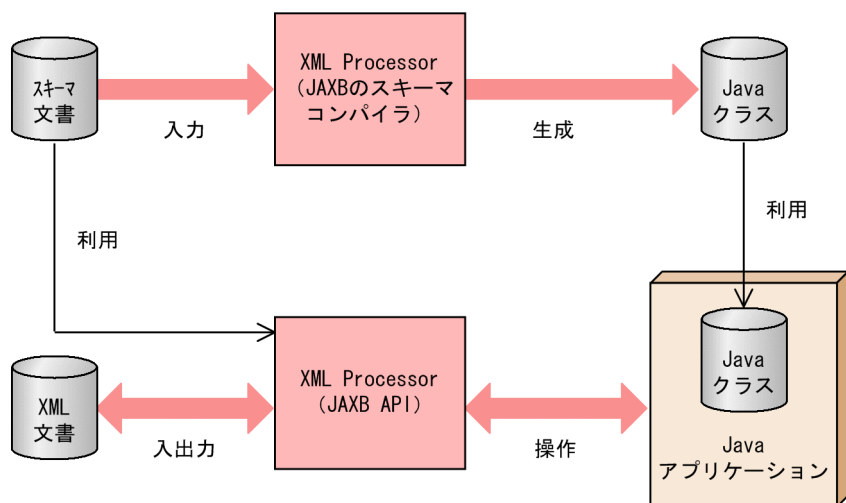 スキーマ
文書
入力
XML Processor
（JAXBのスキーマ
コンパイラ）
生成
Java
クラス
利用
利用
XML
文書
入出力
XML Processor
（JAXB API）
操作
Java
クラス
Java
アプリケーション